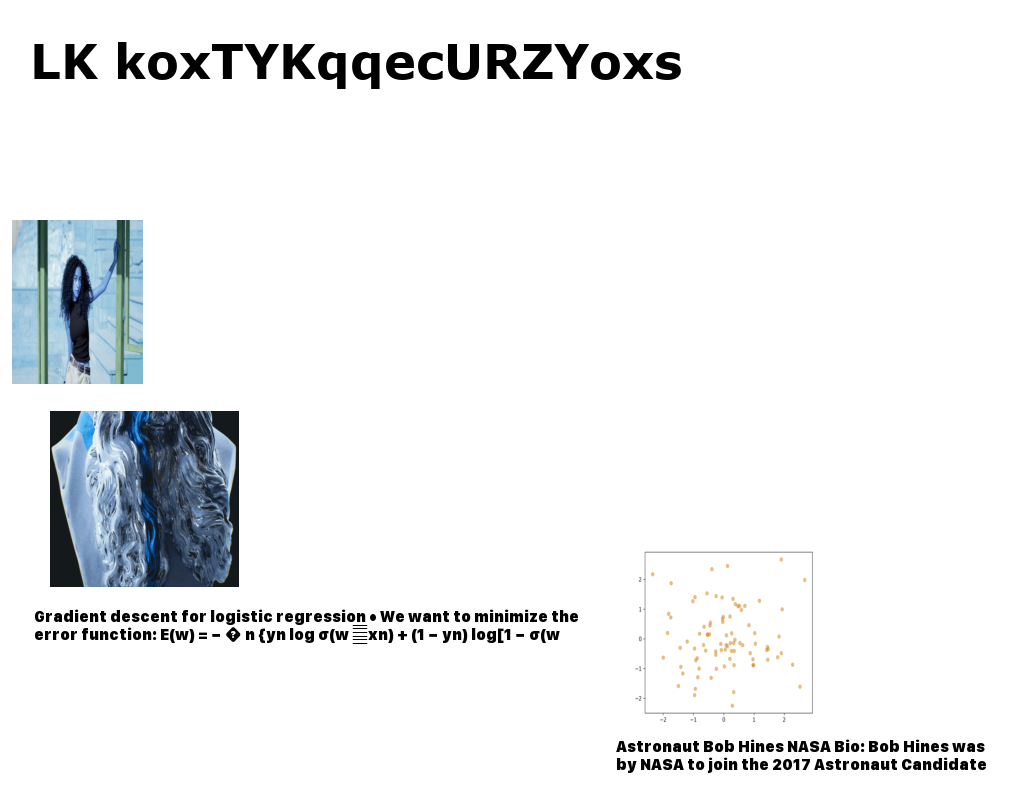 LK koxTYKqqecURZYoxs
Gradient descent for logistic regression • We want to minimize the
error function: E(w) = − � n {yn log σ(w xn) + (1 − yn) log[1 − σ(w
2
1
0
−1
−2
−2 −1 0 1 2
Astronaut Bob Hines NASA Bio: Bob Hines was
by NASA to join the 2017 Astronaut Candidate